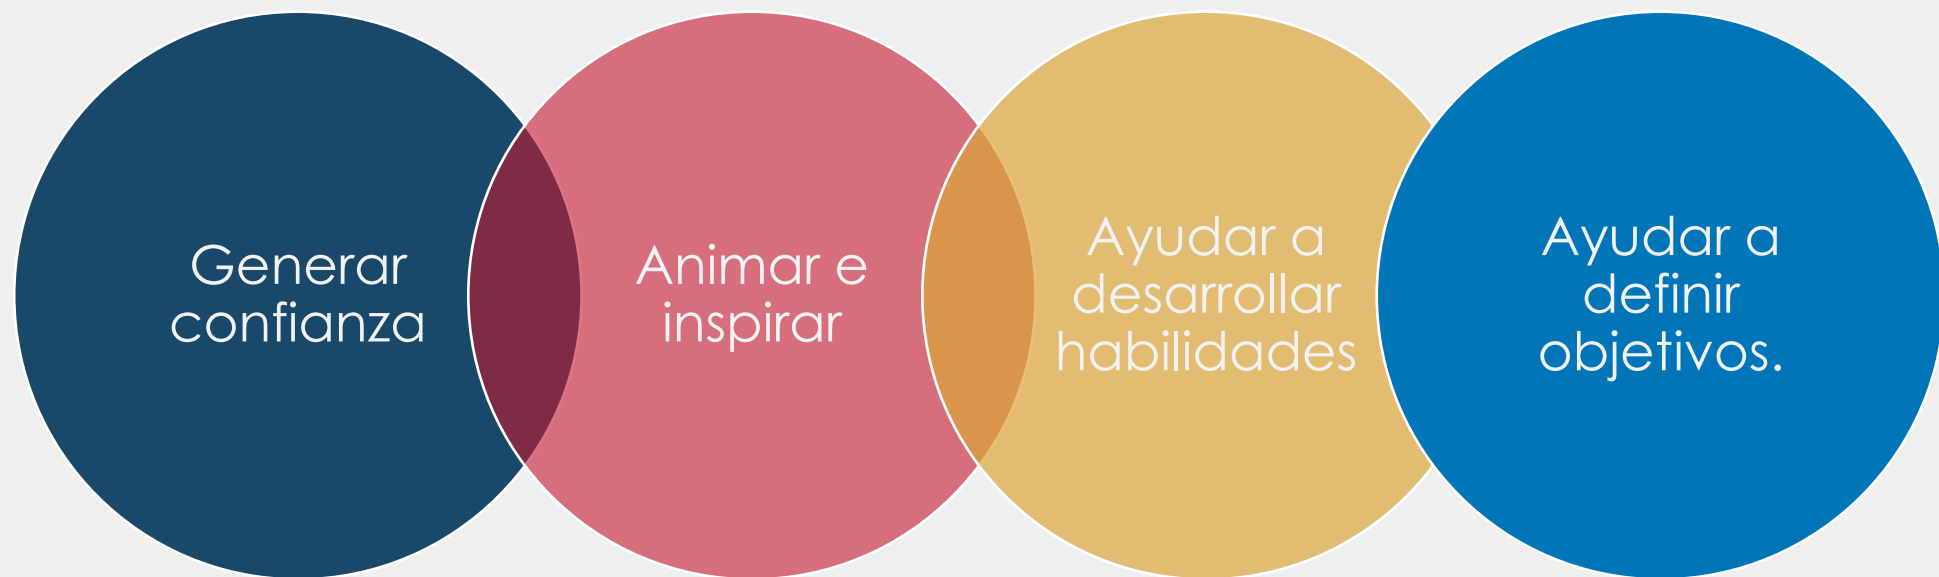 Generar
confianza
Animar e
inspirar
Ayudar a
desarrollar
habilidades
Ayudar a
definir
objetivos.